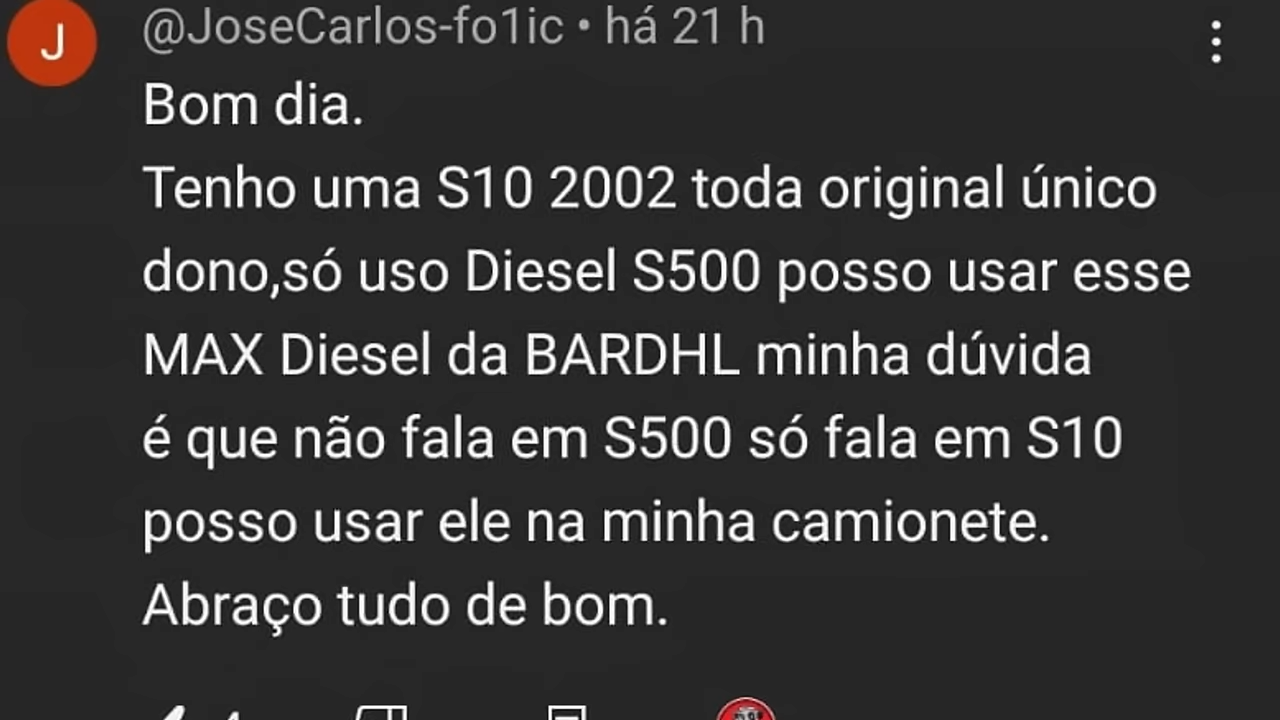 J
@JoseCarlos-fo1ic • há 21 h
Bom dia.
Tenho uma S10 2002 toda original único
dono,só uso Diesel S500 posso usar esse
MAX Diesel da BARDHL minha dúvida
é que não fala em S500 só fala em S10
posso usar ele na minha camionete.
Abraço tudo de bom.